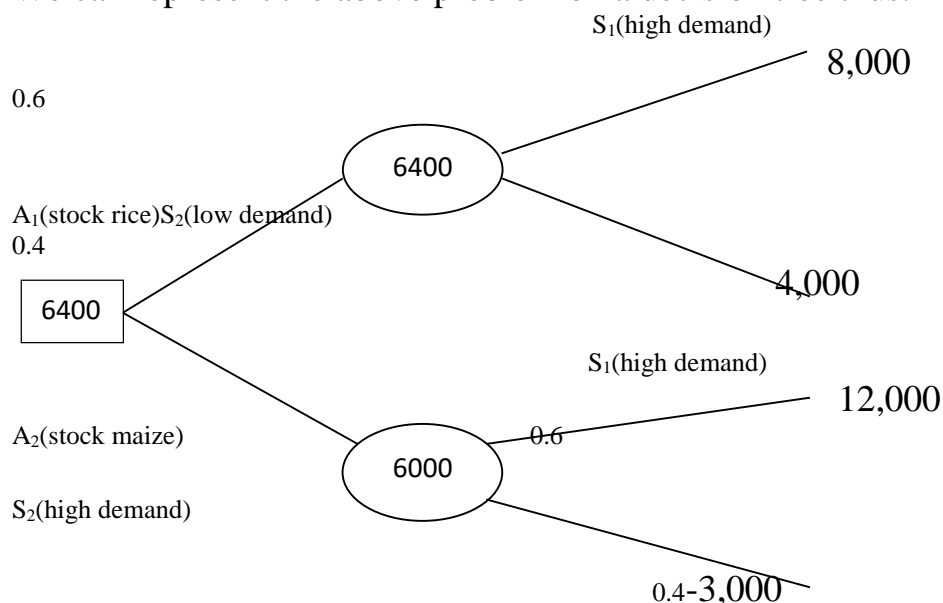 S₁(high demand)
8,000
0.6
6400
A₁(stock rice)S₂(low demand)
0.4
6400
4,000
S₁(high demand)
12,000
A₂(stock maize)
0.6
6000
S₂(high demand)
0.4-3,000